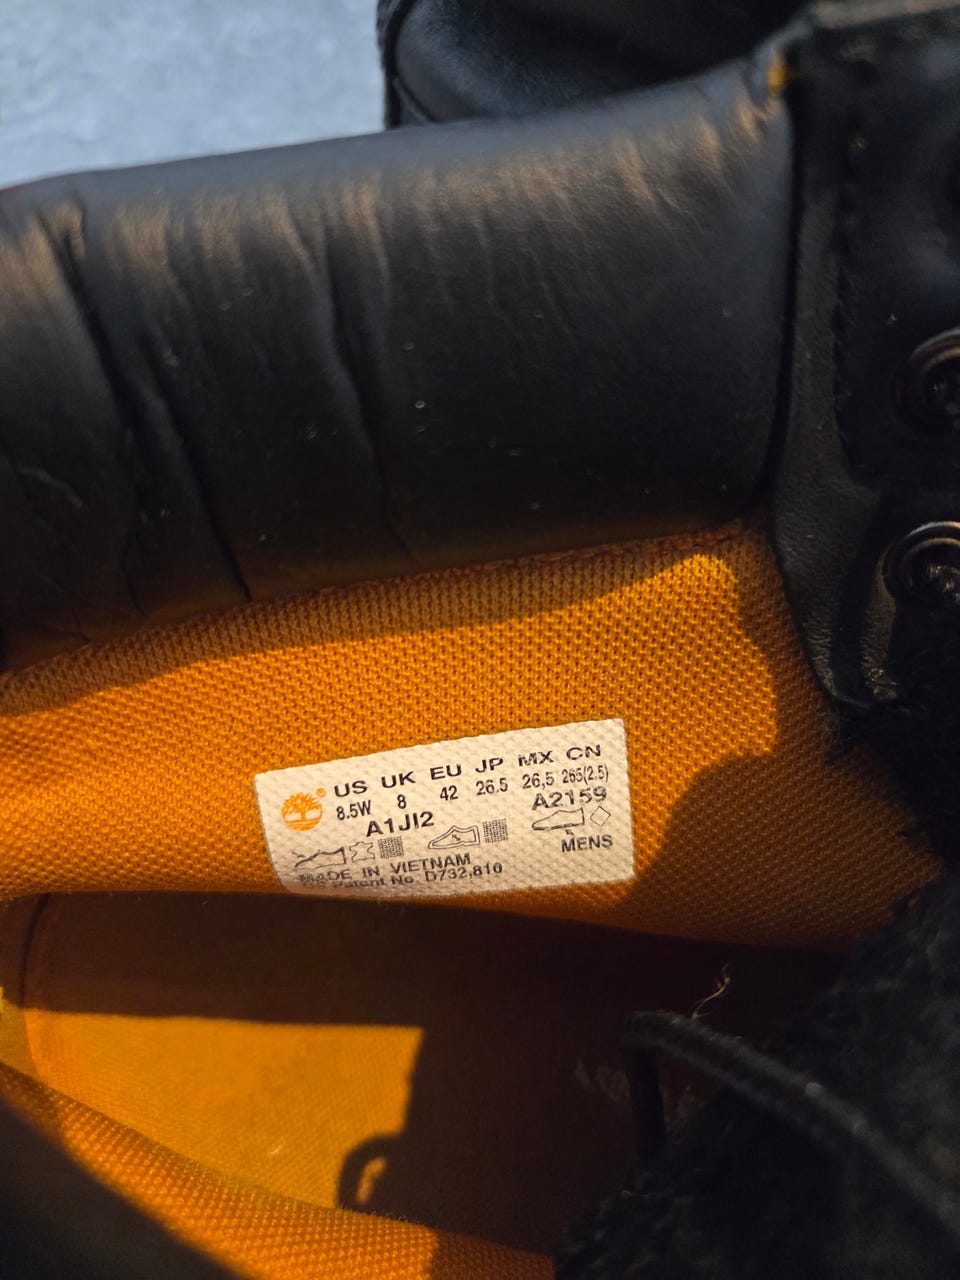 US UK EU JP MX CN
8.5W 8 42 26.5 26,5 265(2.5)
A1JI2 A2159
MENS
MADE IN VIETNAM
US Patent No. D732,810